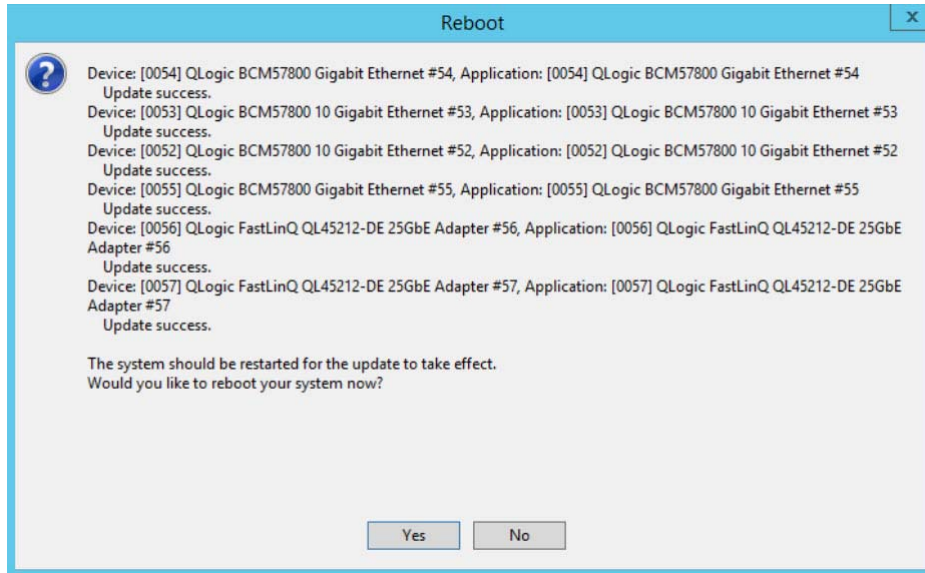 Reboot
x
Device: [0054] QLogic BCM57800 Gigabit Ethernet #54, Application: [0054] QLogic BCM57800 Gigabit Ethernet #54
Update success.
Device: [0053] QLogic BCM57800 10 Gigabit Ethernet #53, Application: [0053] QLogic BCM57800 10 Gigabit Ethernet #53
Update success.
Device: [0052] QLogic BCM57800 10 Gigabit Ethernet #52, Application: [0052] QLogic BCM57800 10 Gigabit Ethernet #52
Update success.
Device: [0055] QLogic BCM57800 Gigabit Ethernet #55, Application: [0055] QLogic BCM57800 Gigabit Ethernet #55
Update success.
Device: [0056] QLogic FastLinQ QL45212-DE 25GbE Adapter #56, Application: [0056] QLogic FastLinQ QL45212-DE 25GbE
Adapter #56
Update success.
Device: [0057] QLogic FastLinQ QL45212-DE 25GbE Adapter #57, Application: [0057] QLogic FastLinQ QL45212-DE 25GbE
Adapter #57
Update success.
The system should be restarted for the update to take effect.
Would you like to reboot your system now?
Yes
No